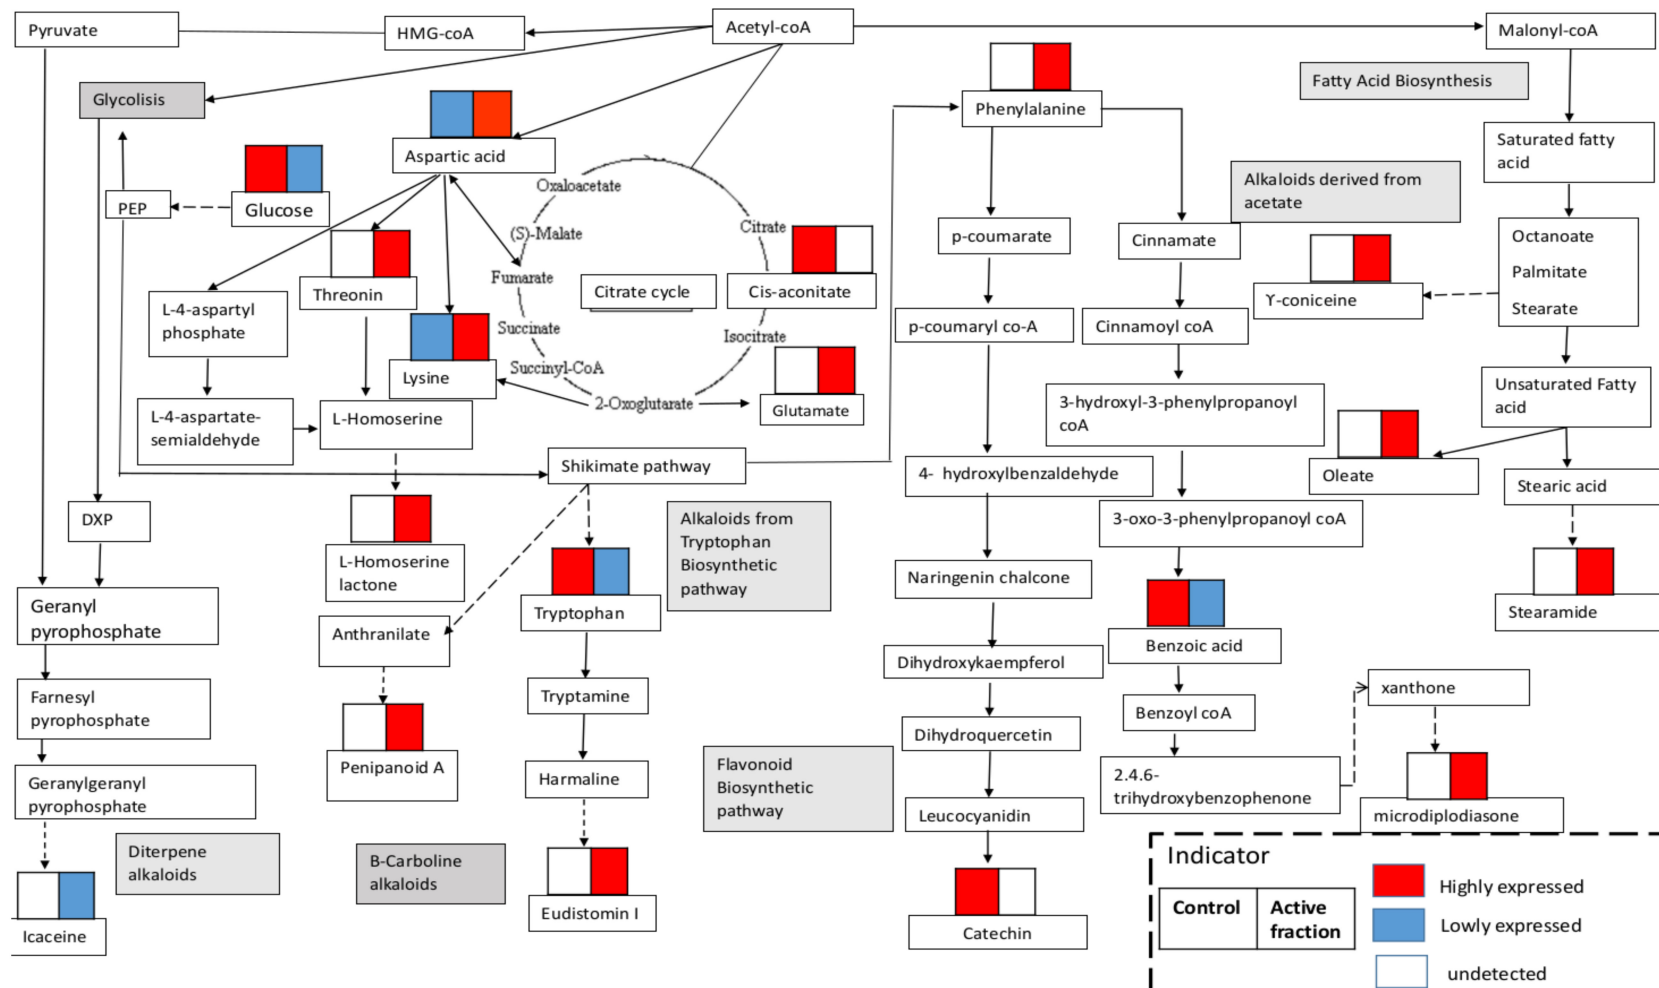 Pyruvate
HMG-coA
Acetyl-coA
Malonyl-coA
Glycolisis
Fatty Acid Biosynthesis
Phenylalanine
Aspartic acid
Saturated fatty
acid
Oxaloacetate
Alkaloids derived from
acetate
PEP
Glucose
(S)-Malate
Citrate
p-coumarate
Cinnamate
Octanoate
Palmitate
Stearate
Fumarate
Threonin
Citrate cycle
Cis-aconitate
Y-coniceine
L-4-aspartyl
phosphate
Succinate
Isocitrate
p-coumaryl co-A
Cinnamoyl coA
Succinyl-CoA
Lysine
Unsaturated Fatty
acid
2-Oxoglutarate
Glutamate
L-4-aspartate-
semialdehyde
L-Homoserine
3-hydroxyl-3-phenylpropanoyl
coA
Shikimate pathway
4- hydroxylbenzaldehyde
Oleate
Stearic acid
DXP
Alkaloids from
Tryptophan
Biosynthetic
pathway
3-oxo-3-phenylpropanoyl coA
L-Homoserine
lactone
Naringenin chalcone
Geranyl
pyrophosphate
Tryptophan
Stearamide
Anthranilate
Benzoic acid
Dihydroxykaempferol
Farnesyl
pyrophosphate
Tryptamine
xanthone
Benzoyl coA
Dihydroquercetin
Penipanoid A
Harmaline
Flavonoid
Biosynthetic
pathway
2.4.6-
trihydroxybenzophenone
Geranylgeranyl
pyrophosphate
Leucocyanidin
microdiplodiasone
Diterpene
alkaloids
B-Carboline
alkaloids
Icaceine
Eudistomin I
Catechin
Indicator
Control
Active
fraction
Highly expressed
Lowly expressed
undetected